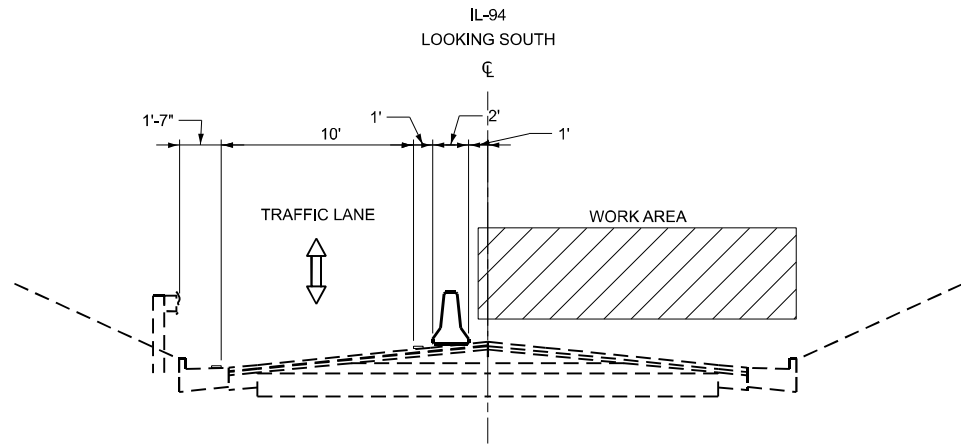 IL-94
LOOKING SOUTH
℄
1'-7"
10'
1'
2'
1'
TRAFFIC LANE
WORK AREA